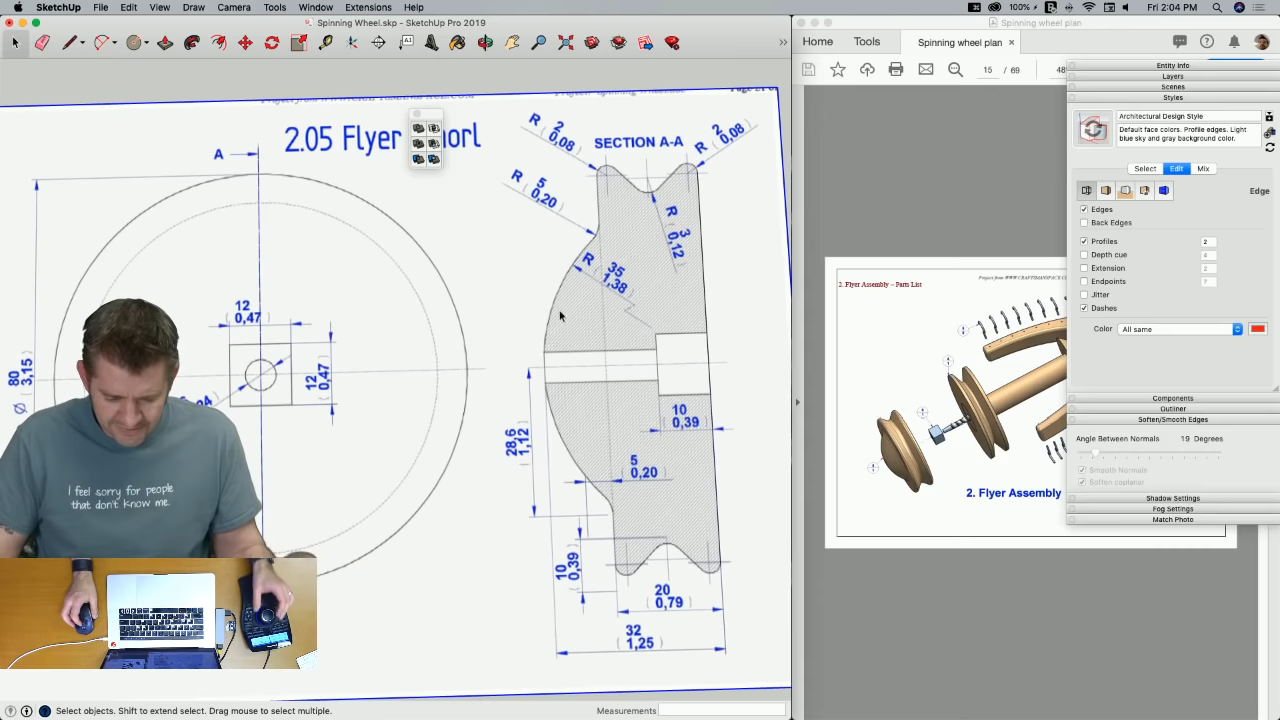 SketchUp File Edit View Draw Camera Tools Window Extensions Help 100% Fri 2:04 PM
Spinning Wheel.skp - SketchUp Pro 2019
Spinning wheel plan
Home Tools Spinning wheel plan ×
15 / 69
Entity Info
Layers
Scenes
Styles
Architectural Design Style
Default face colors. Profile edges. Light blue sky and gray background color.
Select Edit Mix
Edge
Edges
Back Edges
Profiles 2
Depth cue 4
Extension 2
Endpoints 7
Jitter
Dashes
Color All same
Components
Outliner
Soften/Smooth Edges
Angle Between Normals 19 Degrees
Smooth Normals
Soften coplanar
Shadow Settings
Fog Settings
Match Photo
2.05 Flyer
A
SECTION A-A
R 2 (0,08)
R 2 (0,08)
R 5 (0,20)
R 3 (0,12)
R 35 (1,38)
12 (0,47)
12 (0,47)
Ø 80 (3,15)
10 (0,39)
28,6 (1,12)
5 (0,20)
10 (0,39)
20 (0,79)
32 (1,25)
2. Flyer Assembly – Parts List
2. Flyer Assembly
I feel sorry for people
that don't know me.
Select objects. Shift to extend select. Drag mouse to select multiple.
Measurements